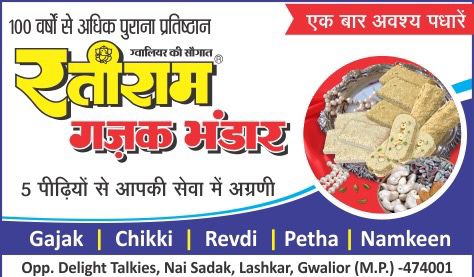 100 वर्षों से अधिक पुराना प्रतिष्ठान
एक बार अवश्य पधारें
ग्वालियर की सौगात
रतीराम®
गज़क भंडार
5 पीढ़ियों से आपकी सेवा में अग्रणी
Gajak | Chikki | Revdi | Petha | Namkeen
Opp. Delight Talkies, Nai Sadak, Lashkar, Gwalior (M.P.) -474001